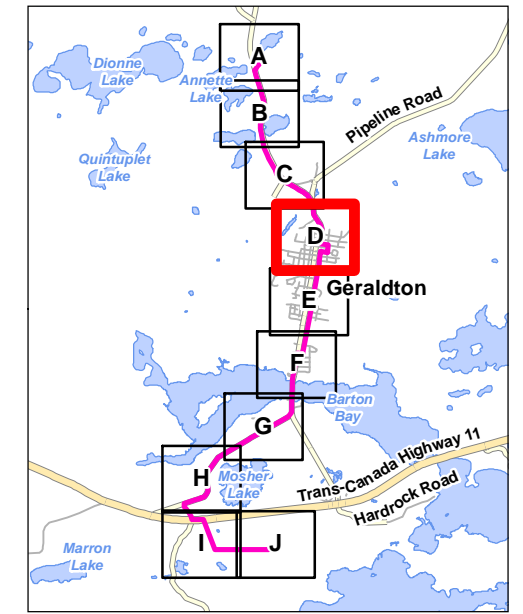 A
Dionne
Lake
Annette
Lake
B
Pipeline Road
Ashmore
Lake
Quintuplet
Lake
C
D
Geraldton
E
F
Barton
Bay
G
Trans-Canada Highway 11
H
Mosher
Lake
Hardrock Road
I
J
Marron
Lake